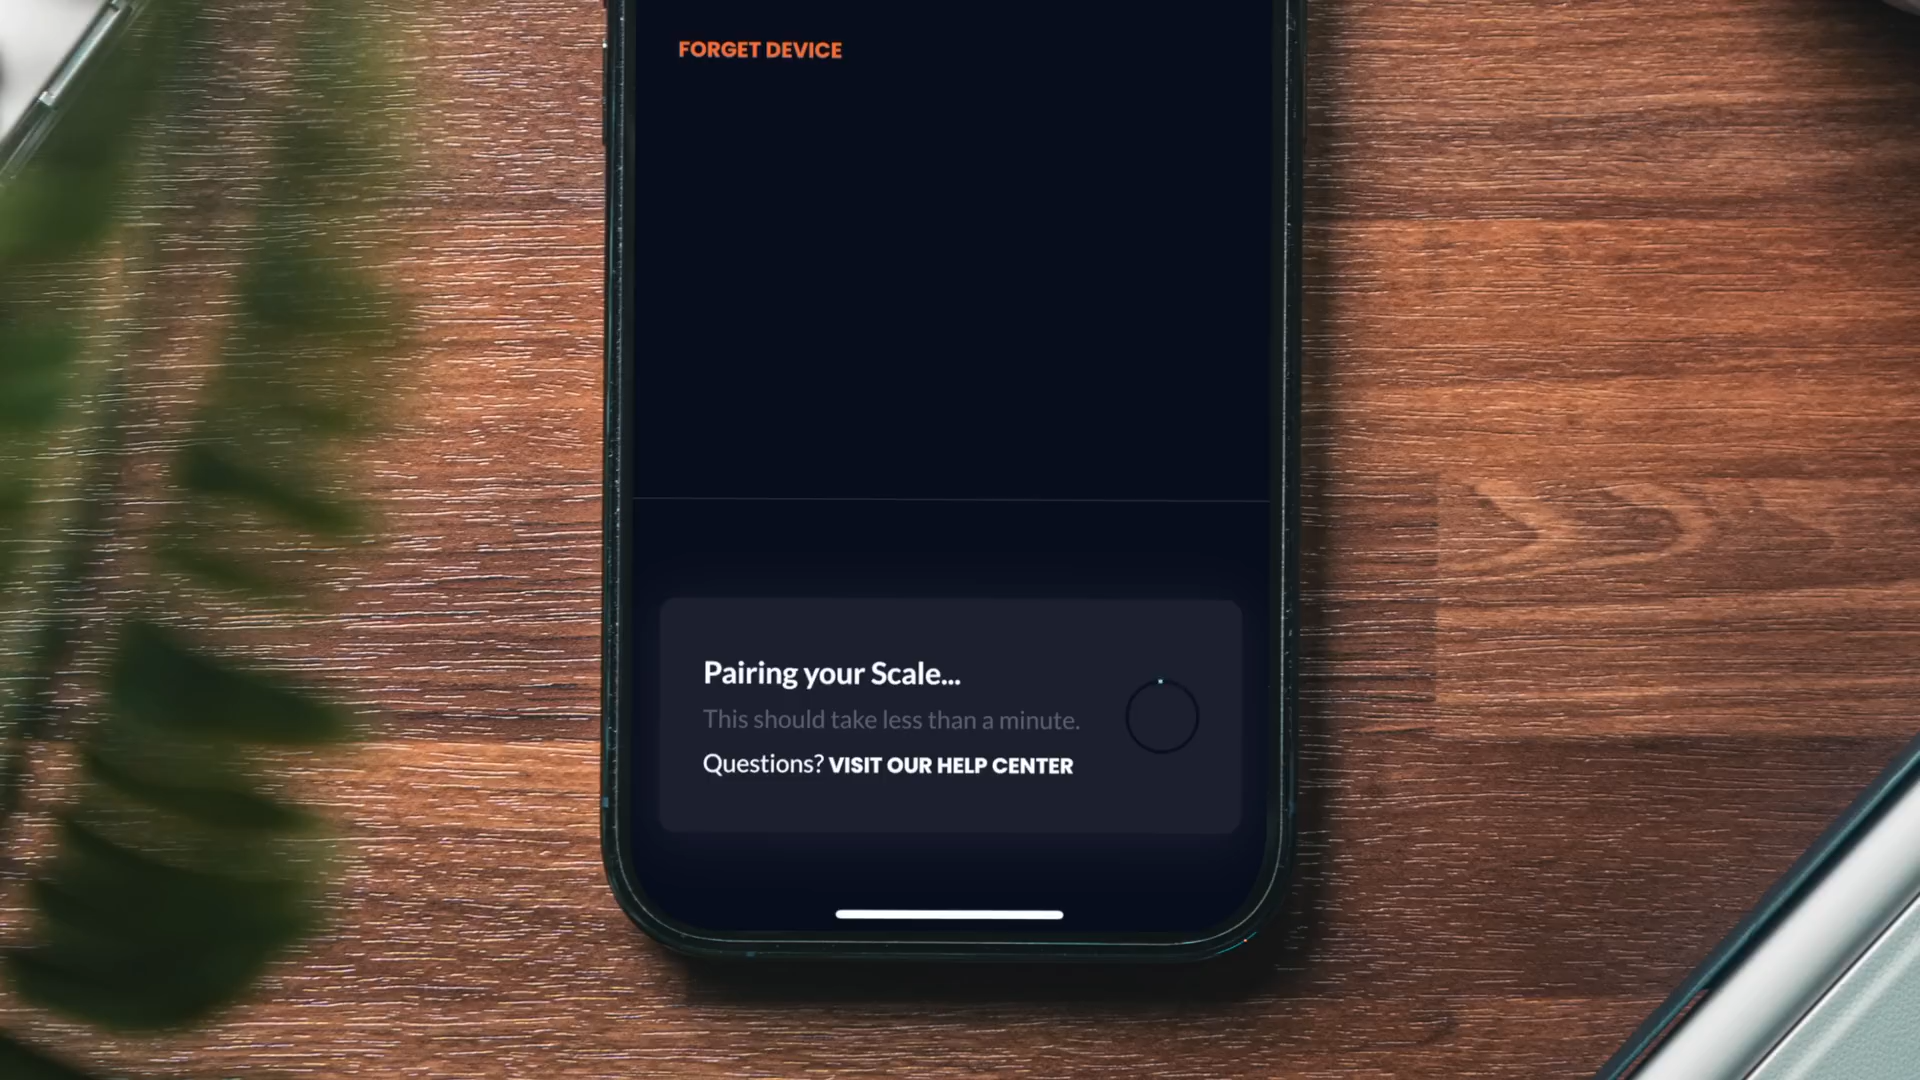 FORGET DEVICE
Pairing your Scale...
This should take less than a minute.
Questions? VISIT OUR HELP CENTER